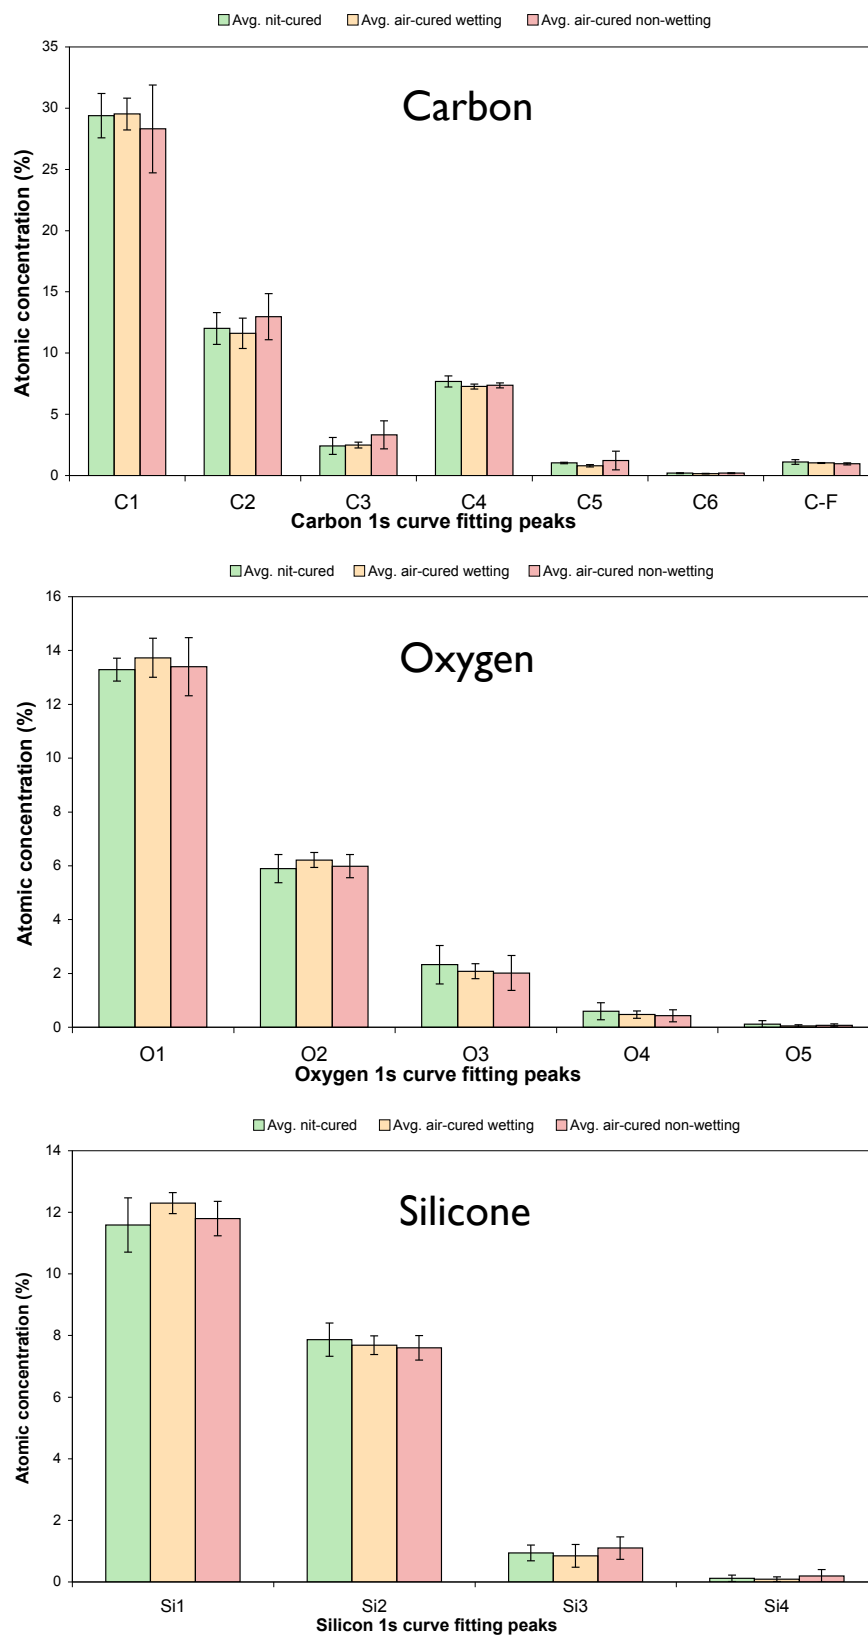 Avg. nit-cured Avg. air-cured wetting Avg. air-cured non-wetting
Carbon
Atomic concentration (%)
35
30
25
20
15
10
5
0
C1 C2 C3 C4 C5 C6 C-F
Carbon 1s curve fitting peaks
Avg. nit-cured Avg. air-cured wetting Avg. air-cured non-wetting
Oxygen
Atomic concentration (%)
16
14
12
10
8
6
4
2
0
O1 O2 O3 O4 O5
Oxygen 1s curve fitting peaks
Avg. nit-cured Avg. air-cured wetting Avg. air-cured non-wetting
Silicone
Atomic concentration (%)
14
12
10
8
6
4
2
0
Si1 Si2 Si3 Si4
Silicon 1s curve fitting peaks